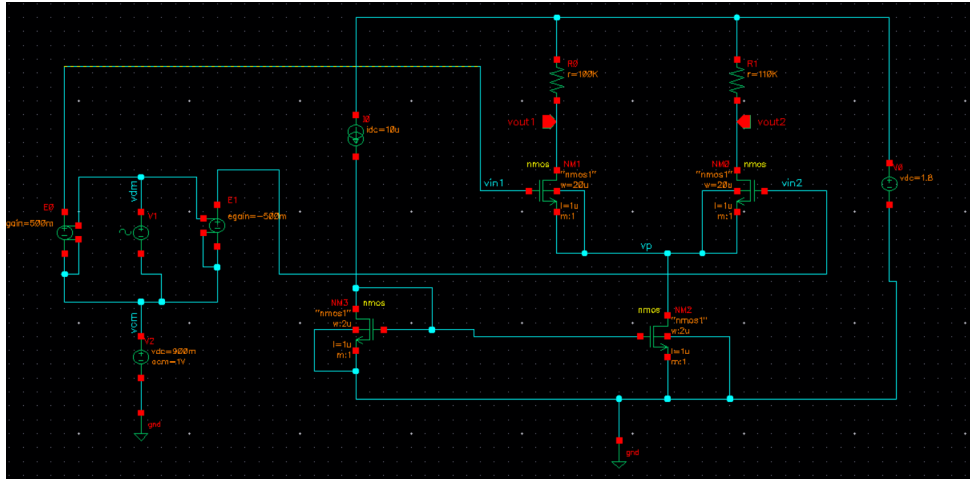 R0
r=100K
R1
r=110K
I0
idc=10u
vout1
vout2
nmos
NM1
"nmos1"
w=20u
l=1u
m:1
nmos
NM0
"nmos1"
w=20u
l=1u
m:1
V0
vdc=1.8
vin1
vin2
vdm
E0
egain=500m
V1
E1
egain=-500m
vp
vcm
V2
vdc=900m
acm=1V
gnd
NM3
nmos
"nmos1"
w:2u
l=1u
m:1
nmos
NM2
"nmos1"
w:2u
l=1u
m:1
gnd